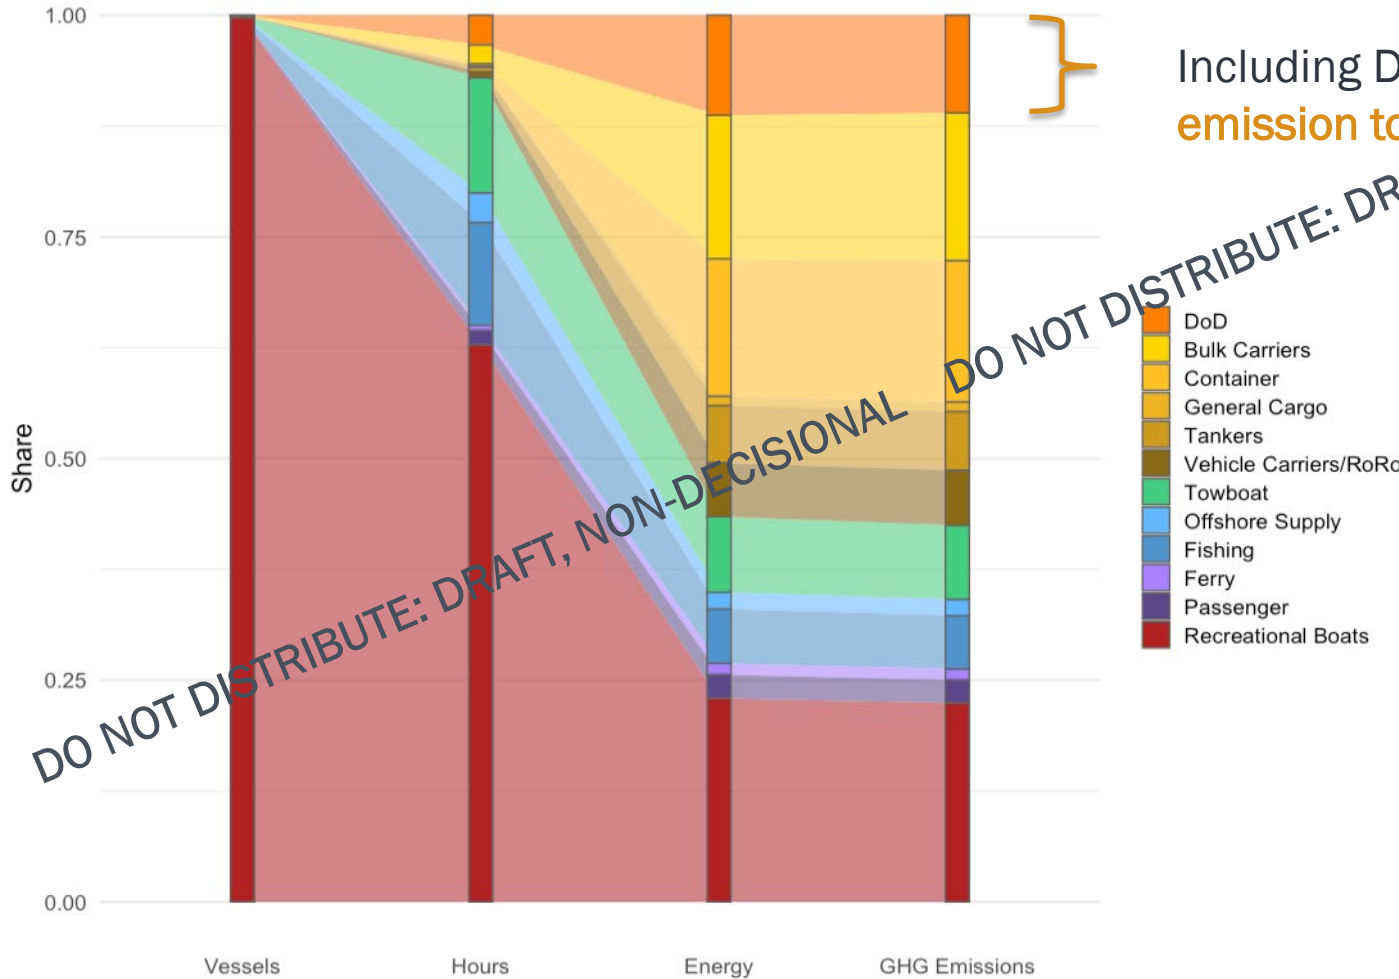 1.00
0.75
0.50
0.25
0.00
Share
Vessels
Hours
Energy
GHG Emissions
Including D
emission to
DoD
Bulk Carriers
Container
General Cargo
Tankers
Vehicle Carriers/RoRo
Towboat
Offshore Supply
Fishing
Ferry
Passenger
Recreational Boats
DO NOT DISTRIBUTE: DRAFT, NON-DECISIONAL
DO NOT DISTRIBUTE: DR